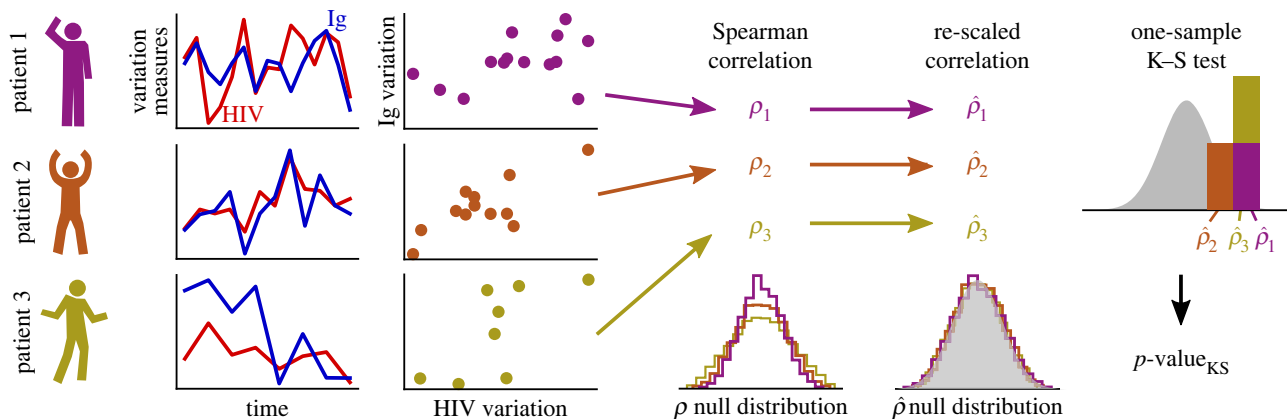 patient 1
patient 2
patient 3
variation
measures
Ig
HIV
time
Ig variation
HIV variation
Spearman
correlation
ρ1
ρ2
ρ3
ρ null distribution
re-scaled
correlation
ρ̂1
ρ̂2
ρ̂3
ρ̂ null distribution
one-sample
K–S test
ρ̂2 ρ̂3 ρ̂1
p-valueKS